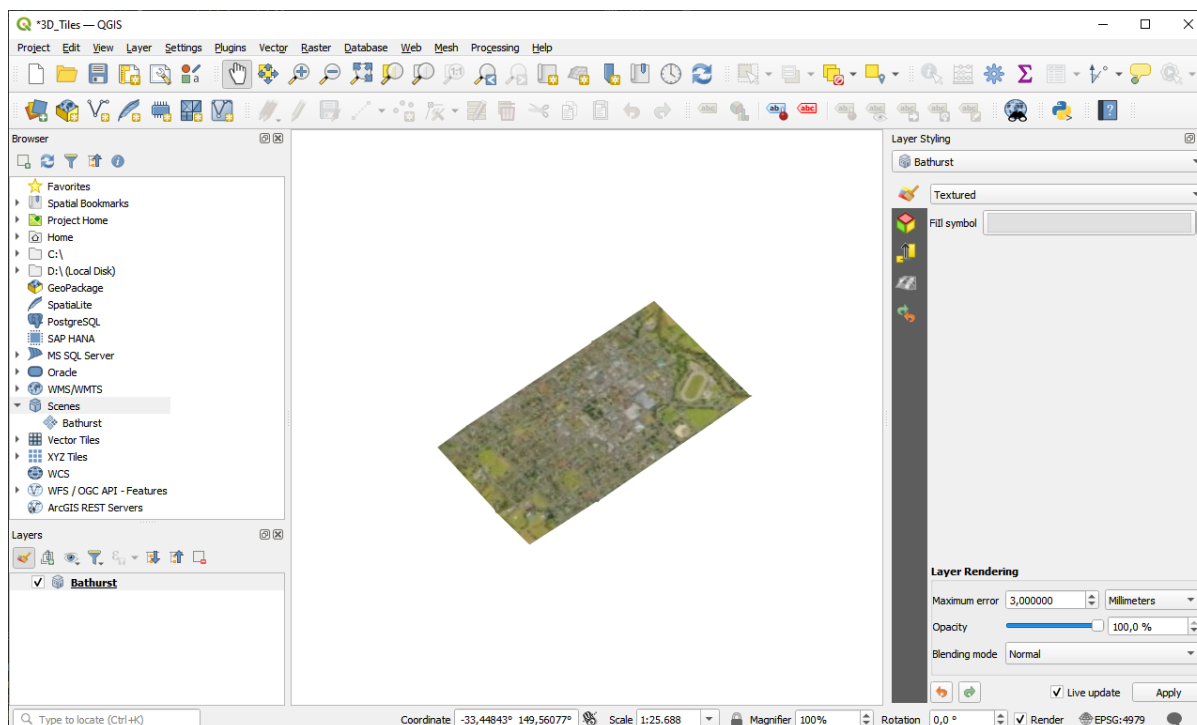 *3D_Tiles — QGIS
Project Edit View Layer Settings Plugins Vector Raster Database Web Mesh Processing Help
Browser
Favorites
Spatial Bookmarks
Project Home
Home
C:\
D:\ (Local Disk)
GeoPackage
SpatiaLite
PostgreSQL
SAP HANA
MS SQL Server
Oracle
WMS/WMTS
Scenes
Bathurst
Vector Tiles
XYZ Tiles
WCS
WFS / OGC API - Features
ArcGIS REST Servers
Layers
Bathurst
Layer Styling
Bathurst
Textured
Fill symbol
Layer Rendering
Maximum error 3,000000 Millimeters
Opacity 100,0 %
Blending mode Normal
Live update Apply
Type to locate (Ctrl+K) Coordinate -33,44843° 149,56077° Scale 1:25.688 Magnifier 100% Rotation 0,0 ° Render EPSG:4979